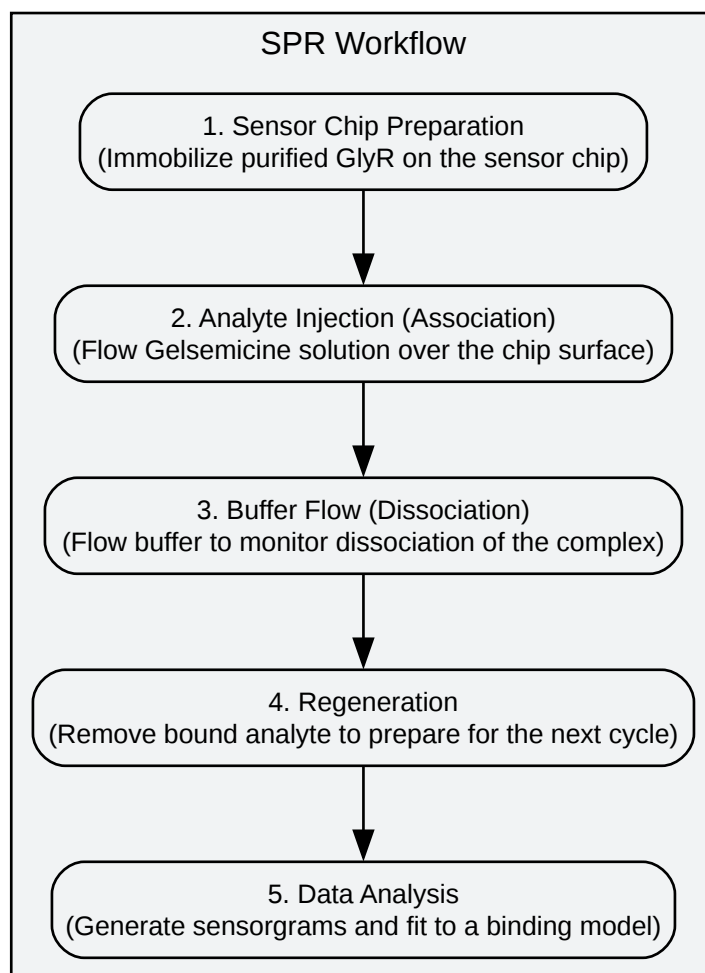 SPR Workflow
1. Sensor Chip Preparation
(Immobilize purified GlyR on the sensor chip)
2. Analyte Injection (Association)
(Flow Gelsemicine solution over the chip surface)
3. Buffer Flow (Dissociation)
(Flow buffer to monitor dissociation of the complex)
4. Regeneration
(Remove bound analyte to prepare for the next cycle)
5. Data Analysis
(Generate sensorgrams and fit to a binding model)